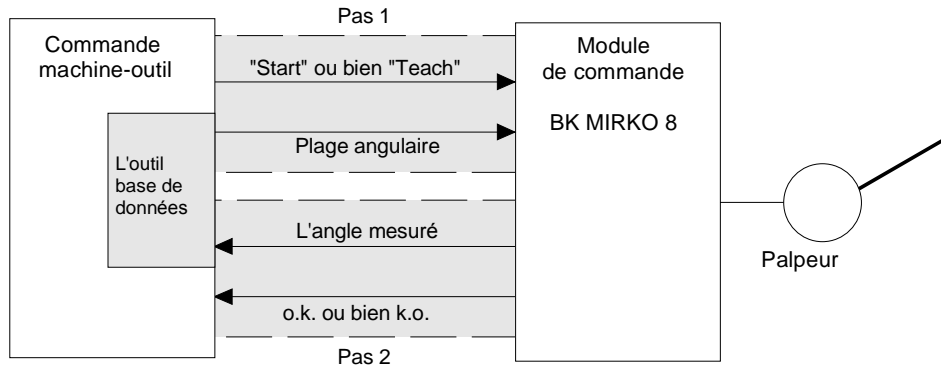 Pas 1
Commande
machine-outil
"Start" ou bien "Teach"
Module
de commande
BK MIRKO 8
Plage angulaire
L'outil
base de
données
L'angle mesuré
Palpeur
o.k. ou bien k.o.
Pas 2